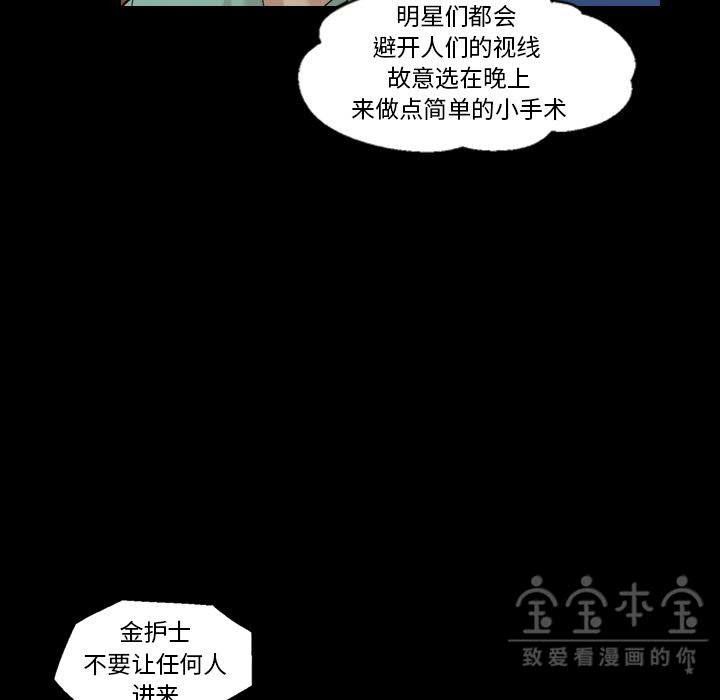 明星们都会
避开人们的视线
故意选在晚上
来做点简单的小手术
金护士
不要让任何人
进来
宝宝本宝
致爱看漫画的你